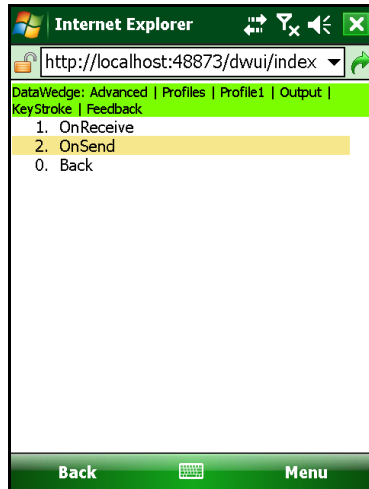 Internet Explorer
http://localhost:48873/dwui/index
DataWedge: Advanced | Profiles | Profile1 | Output |
KeyStroke | Feedback
1. OnReceive
2. OnSend
0. Back
Back Menu